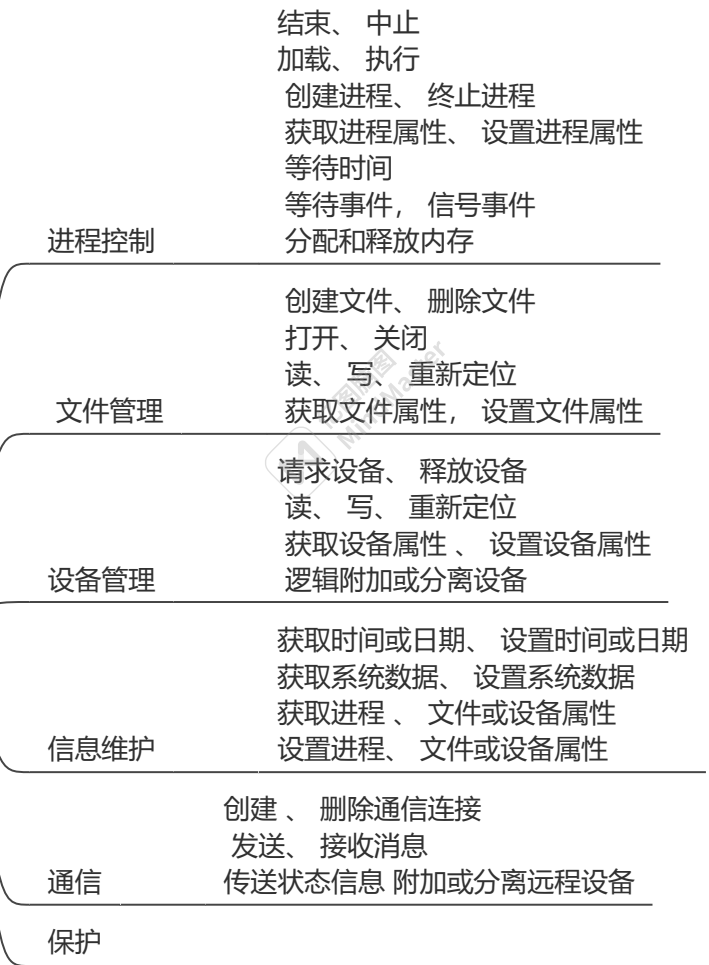 结束、 中止
加载、 执行
创建进程、 终止进程
获取进程属性、 设置进程属性
等待时间
等待事件， 信号事件
进程控制 分配和释放内存
创建文件、 删除文件
打开、 关闭
读、 写、 重新定位
文件管理 获取文件属性， 设置文件属性
请求设备、 释放设备
读、 写、 重新定位
获取设备属性 、 设置设备属性
设备管理 逻辑附加或分离设备
获取时间或日期、 设置时间或日期
获取系统数据、 设置系统数据
获取进程 、 文件或设备属性
信息维护 设置进程、 文件或设备属性
创建 、 删除通信连接
发送、 接收消息
通信 传送状态信息 附加或分离远程设备
保护
MindMaster